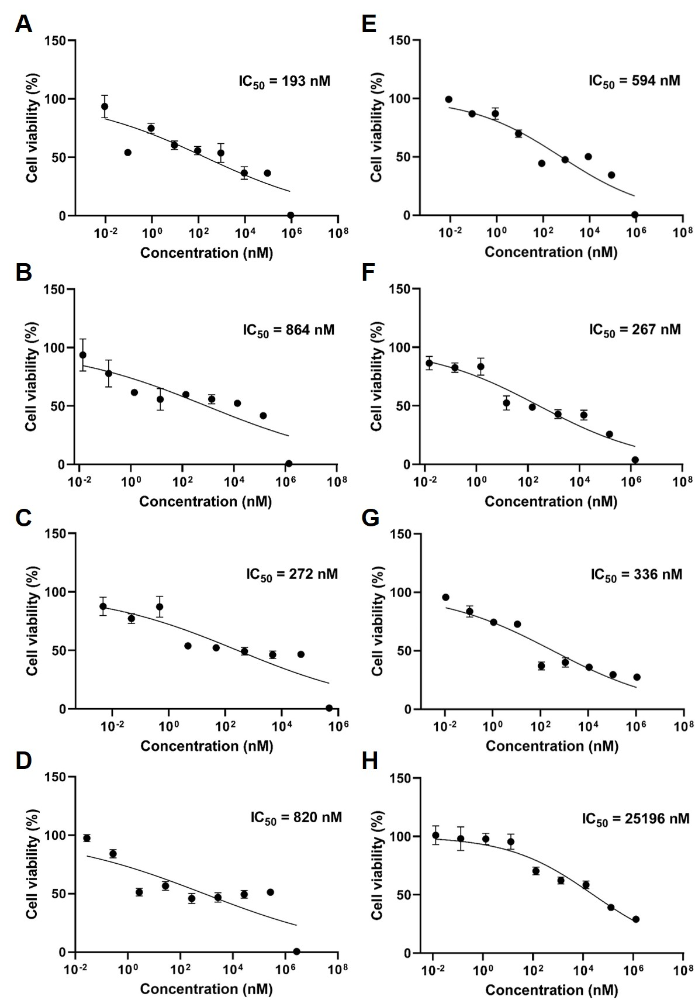 A
150
100
50
0
Cell viability (%)
IC₅₀ = 193 nM
10⁻² 10⁰ 10² 10⁴ 10⁶ 10⁸
Concentration (nM)
B
150
100
50
0
Cell viability (%)
IC₅₀ = 864 nM
10⁻² 10⁰ 10² 10⁴ 10⁶ 10⁸
Concentration (nM)
C
150
100
50
0
Cell viability (%)
IC₅₀ = 272 nM
10⁻² 10⁰ 10² 10⁴ 10⁶
Concentration (nM)
D
150
100
50
0
Cell viability (%)
IC₅₀ = 820 nM
10⁻² 10⁰ 10² 10⁴ 10⁶ 10⁸
Concentration (nM)
E
150
100
50
0
Cell viability (%)
IC₅₀ = 594 nM
10⁻² 10⁰ 10² 10⁴ 10⁶ 10⁸
Concentration (nM)
F
150
100
50
0
Cell viability (%)
IC₅₀ = 267 nM
10⁻² 10⁰ 10² 10⁴ 10⁶ 10⁸
Concentration (nM)
G
150
100
50
0
Cell viability (%)
IC₅₀ = 336 nM
10⁻² 10⁰ 10² 10⁴ 10⁶ 10⁸
Concentration (nM)
H
150
100
50
0
Cell viability (%)
IC₅₀ = 25196 nM
10⁻² 10⁰ 10² 10⁴ 10⁶ 10⁸
Concentration (nM)